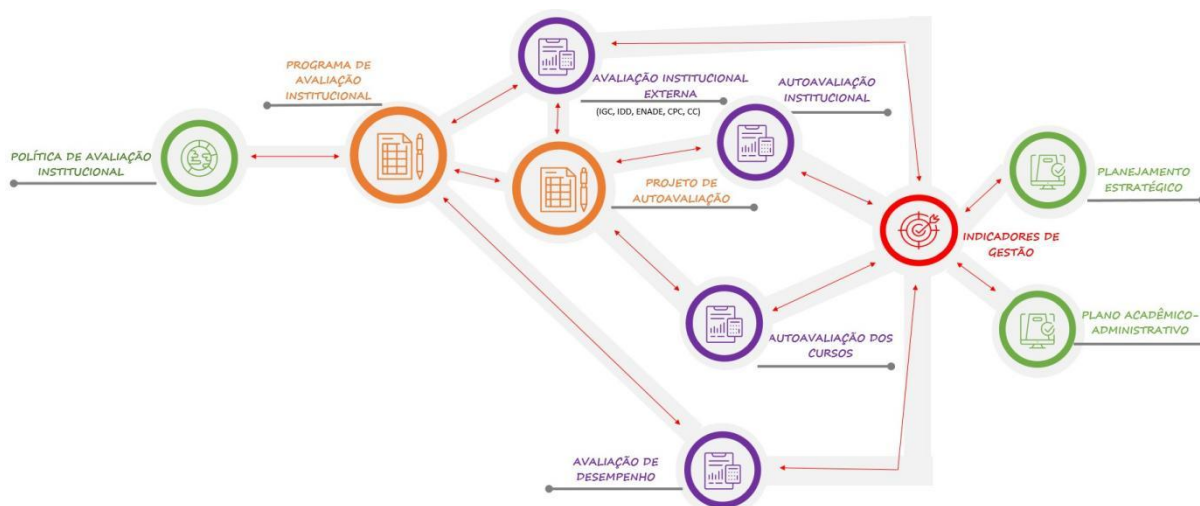 PROGRAMA DE
AVALIAÇÃO
INSTITUCIONAL
AVALIAÇÃO INSTITUCIONAL
EXTERNA
(IGC, IDD, ENADE, CPC, CC)
AUTOAVALIAÇÃO
INSTITUCIONAL
POLÍTICA DE AVALIAÇÃO
INSTITUCIONAL
PROJETO DE
AUTOAVALIAÇÃO
PLANEJAMENTO
ESTRATÉGICO
INDICADORES DE
GESTÃO
PLANO ACADÊMICO-
ADMINISTRATIVO
AUTOAVALIAÇÃO DOS
CURSOS
AVALIAÇÃO DE
DESEMPENHO